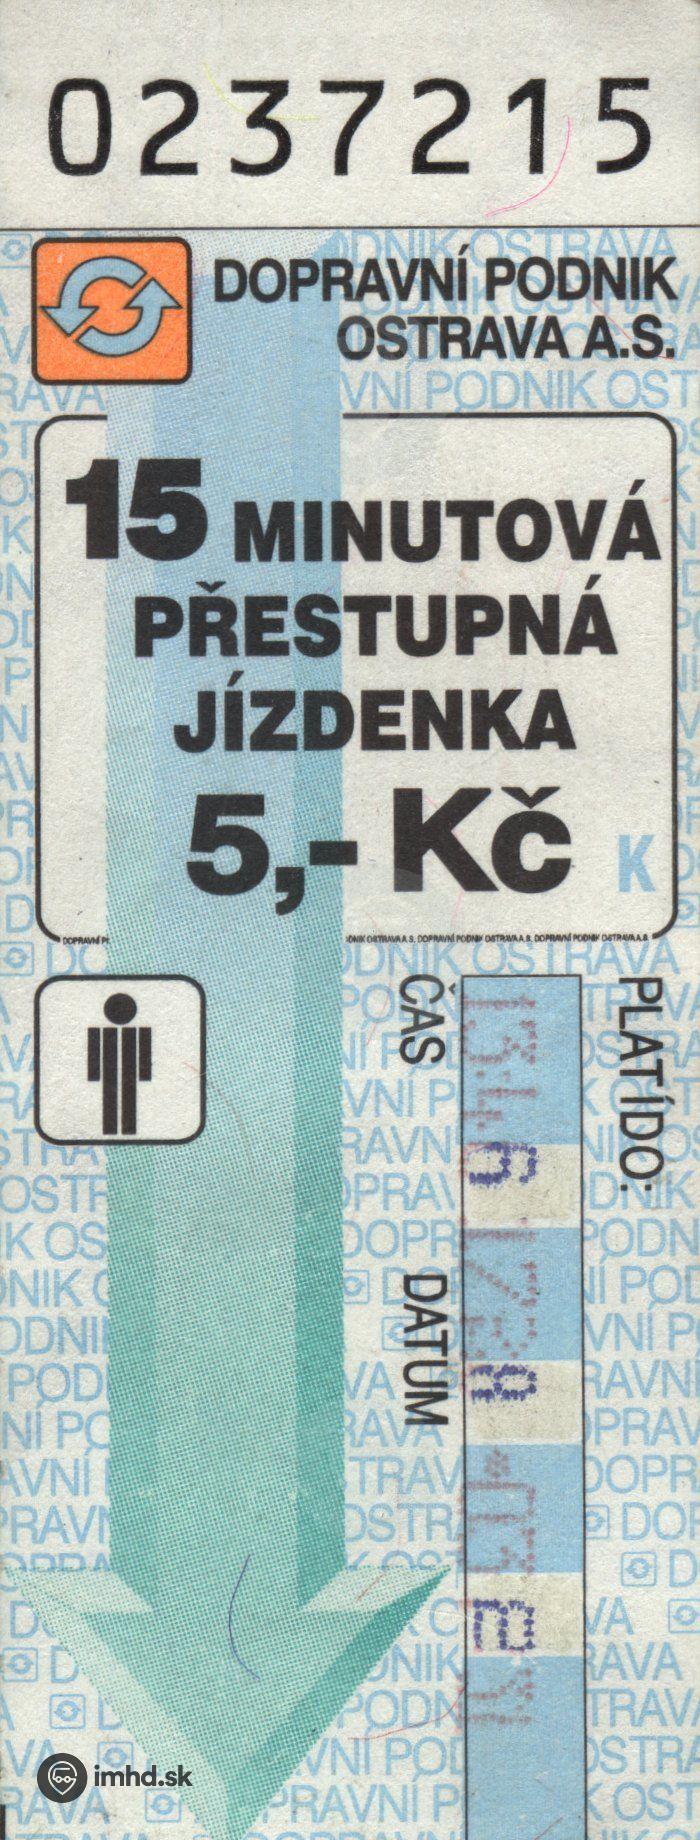 0237215
DOPRAVNÍ PODNIK
OSTRAVA A.S.
15 MINUTOVÁ
PŘESTUPNÁ
JÍZDENKA
5,- Kč
K
PLATÍ DO:
ČAS
DATUM
imhd.sk